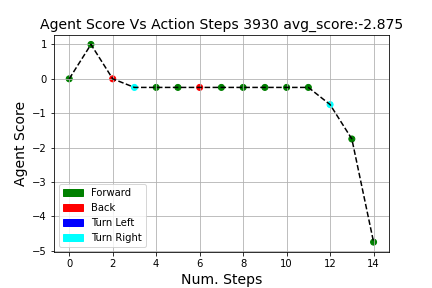 Agent Score Vs Action Steps 3930 avg_score:-2.875
1
0
−1
−2
−3
−4
−5
Agent Score
Forward
Back
Turn Left
Turn Right
0 2 4 6 8 10 12 14
Num. Steps